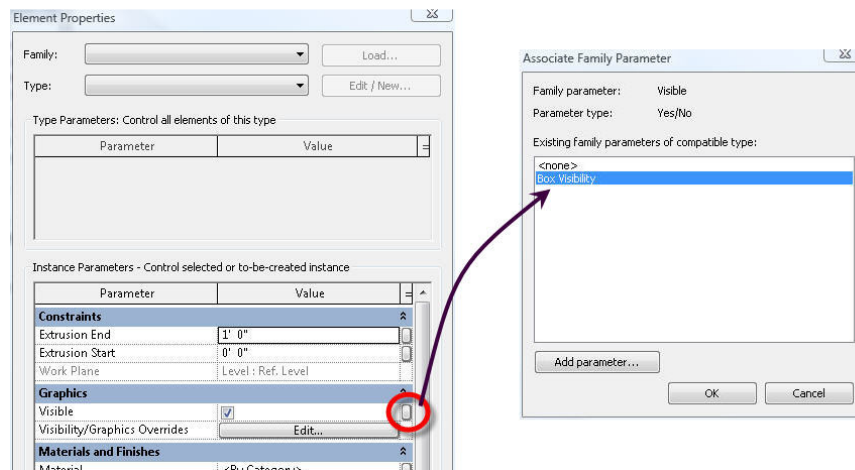 Element Properties
Family:
Load...
Type:
Edit / New...
Type Parameters: Control all elements of this type
Parameter Value =
Instance Parameters - Control selected or to-be-created instance
Parameter Value =
Constraints
Extrusion End 1' 0"
Extrusion Start 0' 0"
Work Plane Level : Ref. Level
Graphics
Visible
Visibility/Graphics Overrides Edit...
Materials and Finishes
Material <By Category>
Associate Family Parameter
Family parameter: Visible
Parameter type: Yes/No
Existing family parameters of compatible type:
<none>
Box Visibility
Add parameter...
OK Cancel